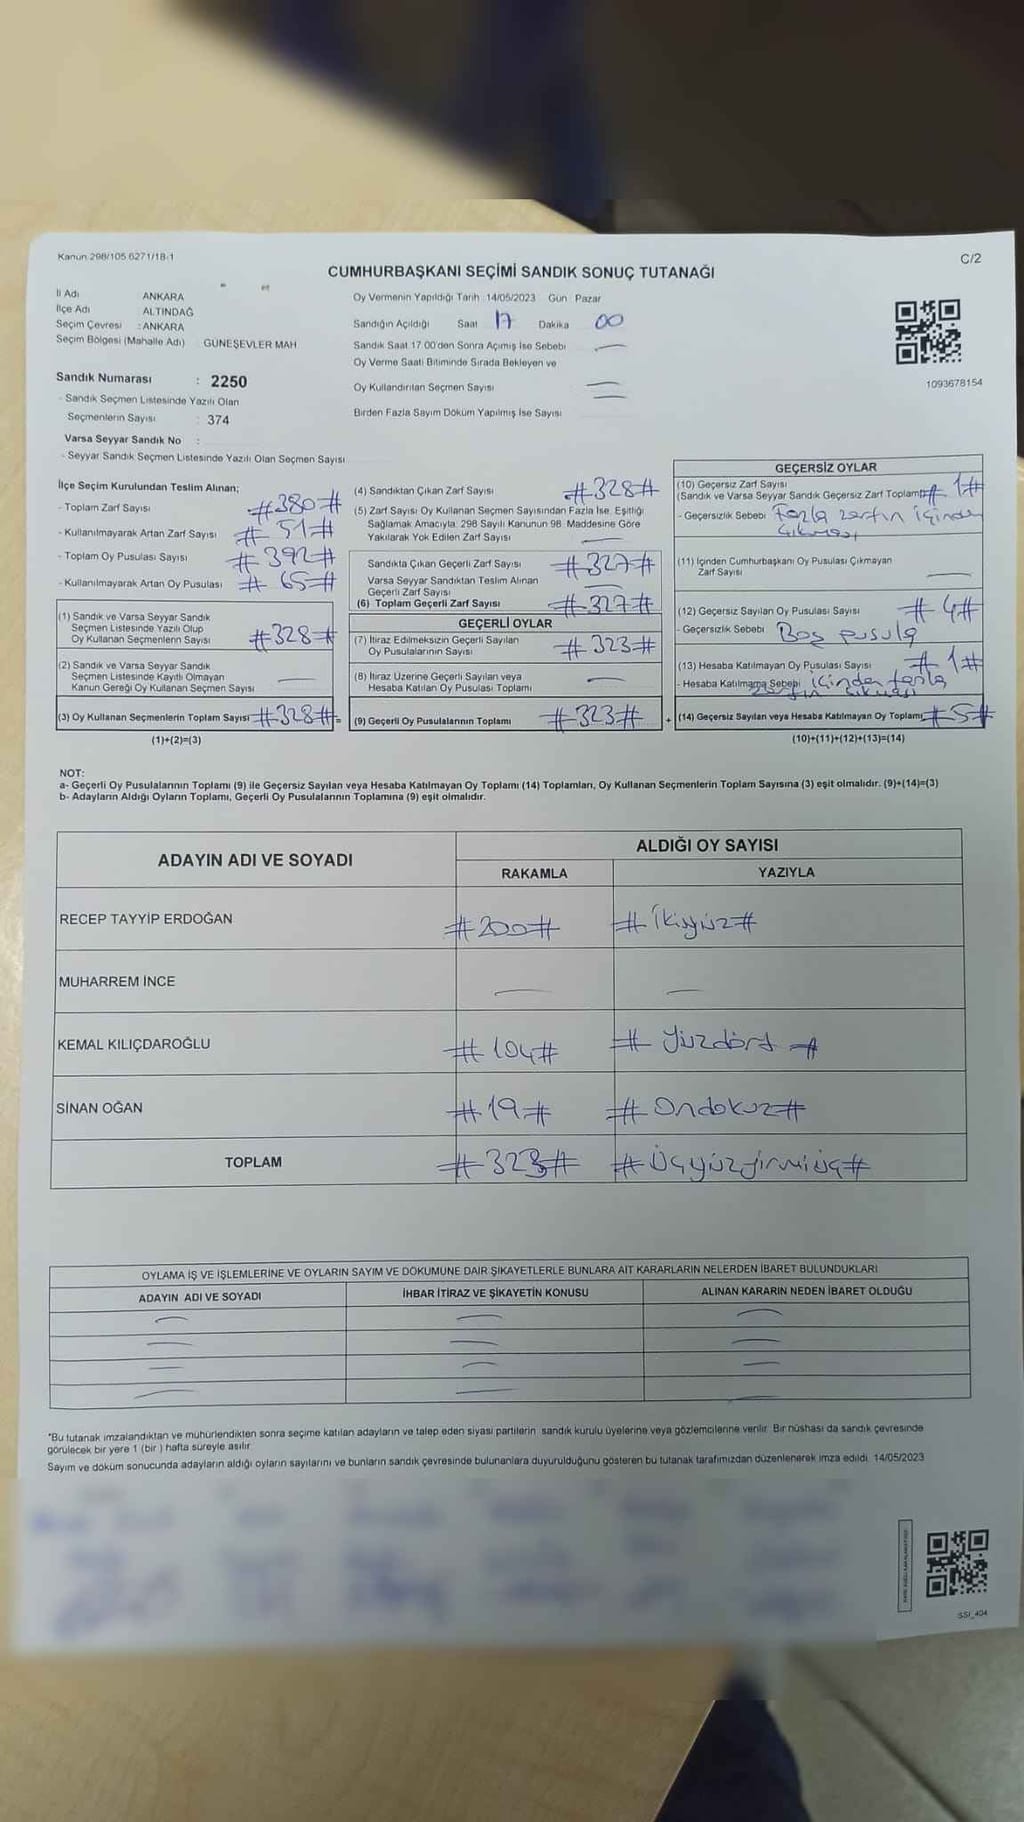 Kanun 298/105 6271/18-1
C/2
CUMHURBAŞKANI SEÇİMİ SANDIK SONUÇ TUTANAĞI
İl Adı ANKARA
İlçe Adı ALTINDAĞ
Seçim Çevresi : ANKARA
Seçim Bölgesi (Mahalle Adı) GÜNEŞEVLER MAH
Sandık Numarası : 2250
- Sandık Seçmen Listesinde Yazılı Olan
Seçmenlerin Sayısı : 374
Varsa Seyyar Sandık No :
- Seyyar Sandık Seçmen Listesinde Yazılı Olan Seçmen Sayısı
Oy Vermenin Yapıldığı Tarih 14/05/2023 Gün Pazar
Sandığın Açıldığı Saat 17 Dakika 00
Sandık Saat 17 00'den Sonra Açımış İse Sebebi —
Oy Verme Saati Bitiminde Sırada Bekleyen ve
Oy Kullandırılan Seçmen Sayısı —
Birden Fazla Sayım Döküm Yapılmış İse Sayısı —
1093678154
İlçe Seçim Kurulundan Teslim Alınan;
- Toplam Zarf Sayısı #380#
- Kullanılmayarak Artan Zarf Sayısı #51#
- Toplam Oy Pusulası Sayısı #392#
- Kullanılmayarak Artan Oy Pusulası #65#
(1) Sandık ve Varsa Seyyar Sandık
Seçmen Listesinde Yazılı Olup
Oy Kullanan Seçmenlerin Sayısı #328#
(2) Sandık ve Varsa Seyyar Sandık
Seçmen Listesinde Kayıtlı Olmayan
Kanun Gereği Oy Kullanan Seçmen Sayısı —
(3) Oy Kullanan Seçmenlerin Toplam Sayısı #328# =
(1)+(2)=(3)
(4) Sandıktan Çıkan Zarf Sayısı #328#
(5) Zarf Sayısı Oy Kullanan Seçmen Sayısından Fazla İse, Eşitliği
Sağlamak Amacıyla, 298 Sayılı Kanunun 98. Maddesine Göre
Yakılarak Yok Edilen Zarf Sayısı —
Sandıkta Çıkan Geçerli Zarf Sayısı #327#
Varsa Seyyar Sandıktan Teslim Alınan
Geçerli Zarf Sayısı —
(6) Toplam Geçerli Zarf Sayısı #327#
GEÇERLİ OYLAR
(7) İtiraz Edilmeksizin Geçerli Sayılan
Oy Pusulalarının Sayısı #323#
(8) İtiraz Üzerine Geçerli Sayılan veya
Hesaba Katılan Oy Pusulası Toplamı —
(9) Geçerli Oy Pusulalarının Toplamı #323# +
GEÇERSİZ OYLAR
(10) Geçersiz Zarf Sayısı
(Sandık ve Varsa Seyyar Sandık Geçersiz Zarf Toplamı) #1#
- Geçersizlik Sebebi Fazla zarfın içinden
çıkması
(11) İçinden Cumhurbaşkanı Oy Pusulası Çıkmayan
Zarf Sayısı —
(12) Geçersiz Sayılan Oy Pusulası Sayısı #4#
- Geçersizlik Sebebi Boş pusula
(13) Hesaba Katılmayan Oy Pusulası Sayısı #1#
- Hesaba Katılmama Sebebi içinden fazla
zarfın çıkması
(14) Geçersiz Sayılan veya Hesaba Katılmayan Oy Toplamı #5#
(10)+(11)+(12)+(13)=(14)
NOT:
a- Geçerli Oy Pusulalarının Toplamı (9) ile Geçersiz Sayılan veya Hesaba Katılmayan Oy Toplamı (14) Toplamları, Oy Kullanan Seçmenlerin Toplam Sayısına (3) eşit olmalıdır. (9)+(14)=(3)
b- Adayların Aldığı Oyların Toplamı, Geçerli Oy Pusulalarının Toplamına (9) eşit olmalıdır.
ADAYIN ADI VE SOYADI ALDIĞI OY SAYISI
RAKAMLA YAZIYLA
RECEP TAYYİP ERDOĞAN #200# #İkiyüz#
MUHARREM İNCE — —
KEMAL KILIÇDAROĞLU #104# #Yüzdört#
SİNAN OĞAN #19# #Ondokuz#
TOPLAM #323# #Üçyüzyirmiüç#
OYLAMA İŞ VE İŞLEMLERİNE VE OYLARIN SAYIM VE DÖKÜMÜNE DAİR ŞİKAYETLERLE BUNLARA AİT KARARLARIN NELERDEN İBARET BULUNDUKLARI
ADAYIN ADI VE SOYADI İHBAR İTİRAZ VE ŞİKAYETİN KONUSU ALINAN KARARIN NEDEN İBARET OLDUĞU
— — —
— — —
— — —
— — —
*Bu tutanak imzalandıktan ve mühürlendikten sonra seçime katılan adayların ve talep eden siyasi partilerin sandık kurulu üyelerine veya gözlemcilerine verilir. Bir nüshası da sandık çevresinde
görülecek bir yere 1 (bir ) hafta süreyle asılır
Sayım ve döküm sonucunda adayların aldığı oyların sayılarını ve bunların sandık çevresinde bulunanlara duyurulduğunu gösteren bu tutanak tarafımızdan düzenlenerek imza edildi. 14/05/2023
SSI_404